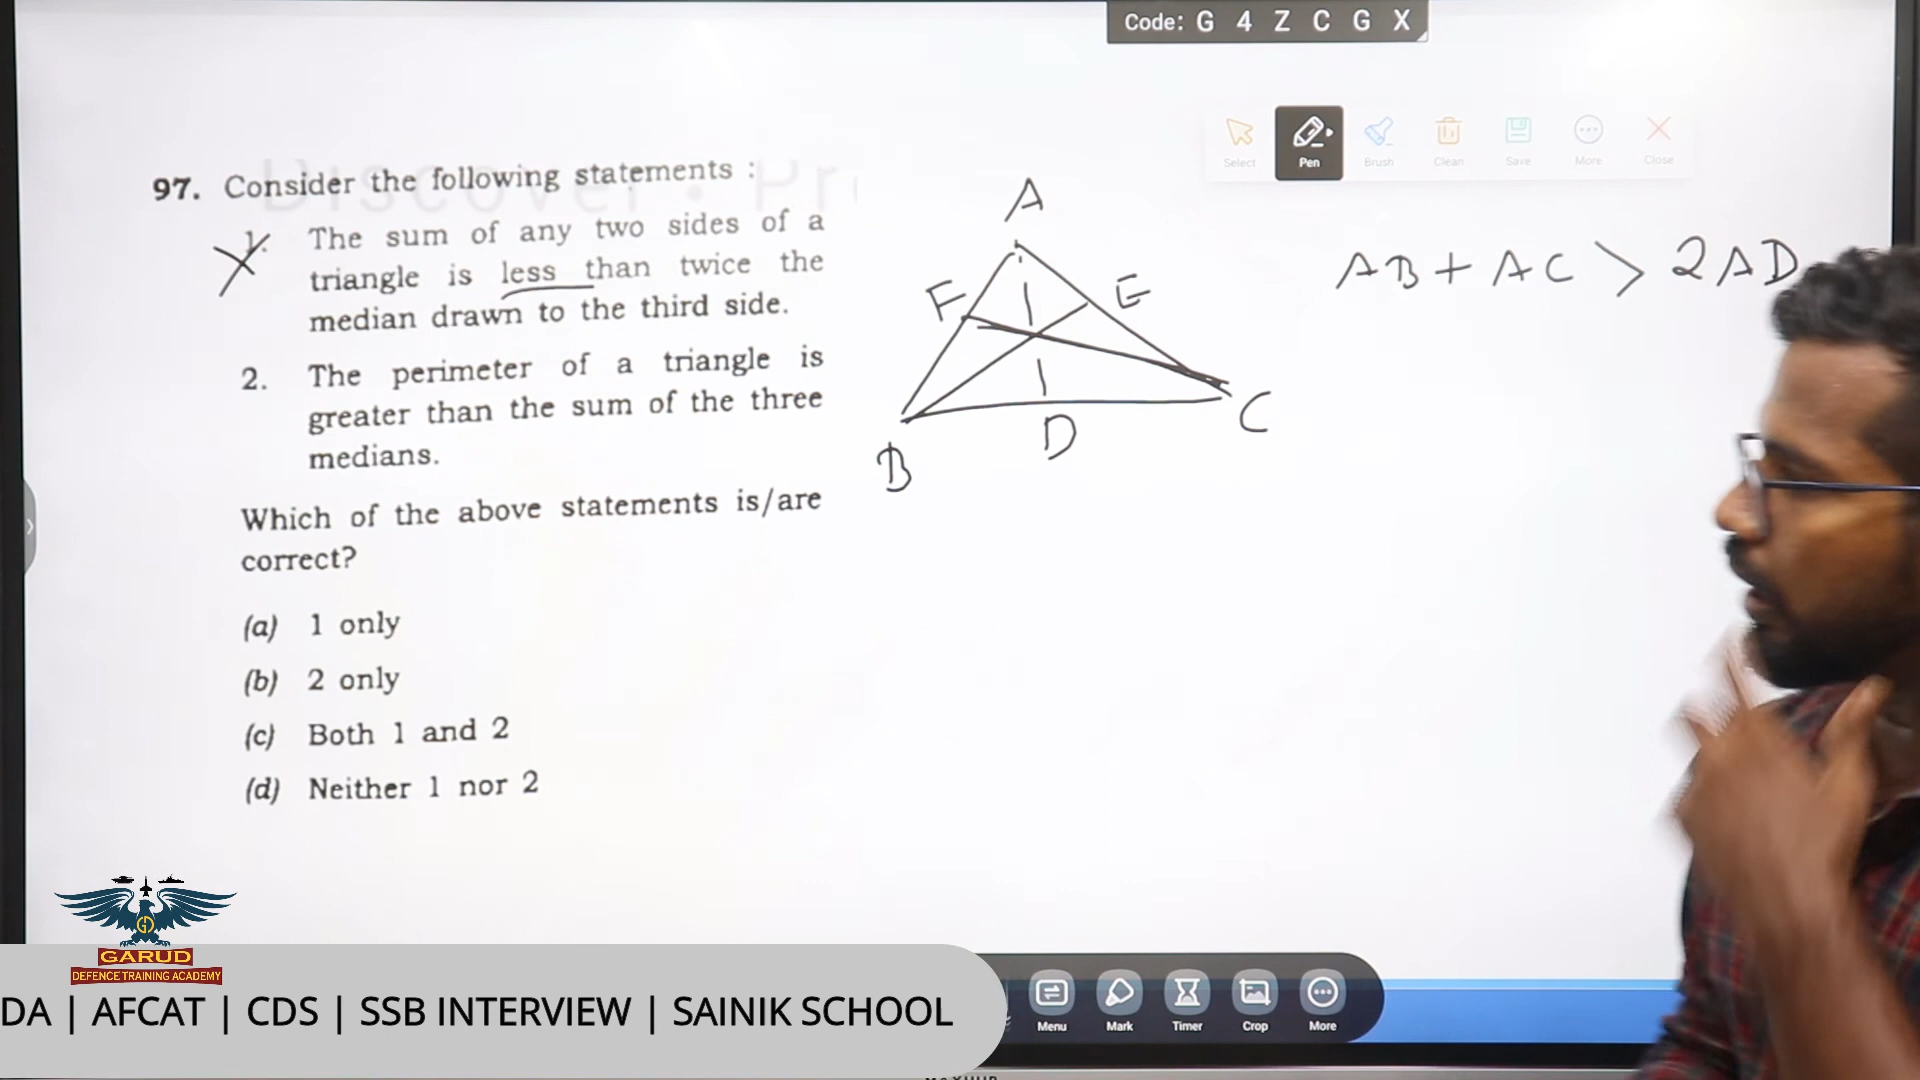 Code: G 4 Z C G X
Select Pen Brush Clean Save More Close
97. Consider the following statements :
1. The sum of any two sides of a
triangle is less than twice the
median drawn to the third side.
2. The perimeter of a triangle is
greater than the sum of the three
medians.
Which of the above statements is/are
correct?
(a) 1 only
(b) 2 only
(c) Both 1 and 2
(d) Neither 1 nor 2
A
F
E
B
D
C
AB + AC > 2AD
GARUD
DEFENCE TRAINING ACADEMY
DA | AFCAT | CDS | SSB INTERVIEW | SAINIK SCHOOL
Menu Mark Timer Crop More